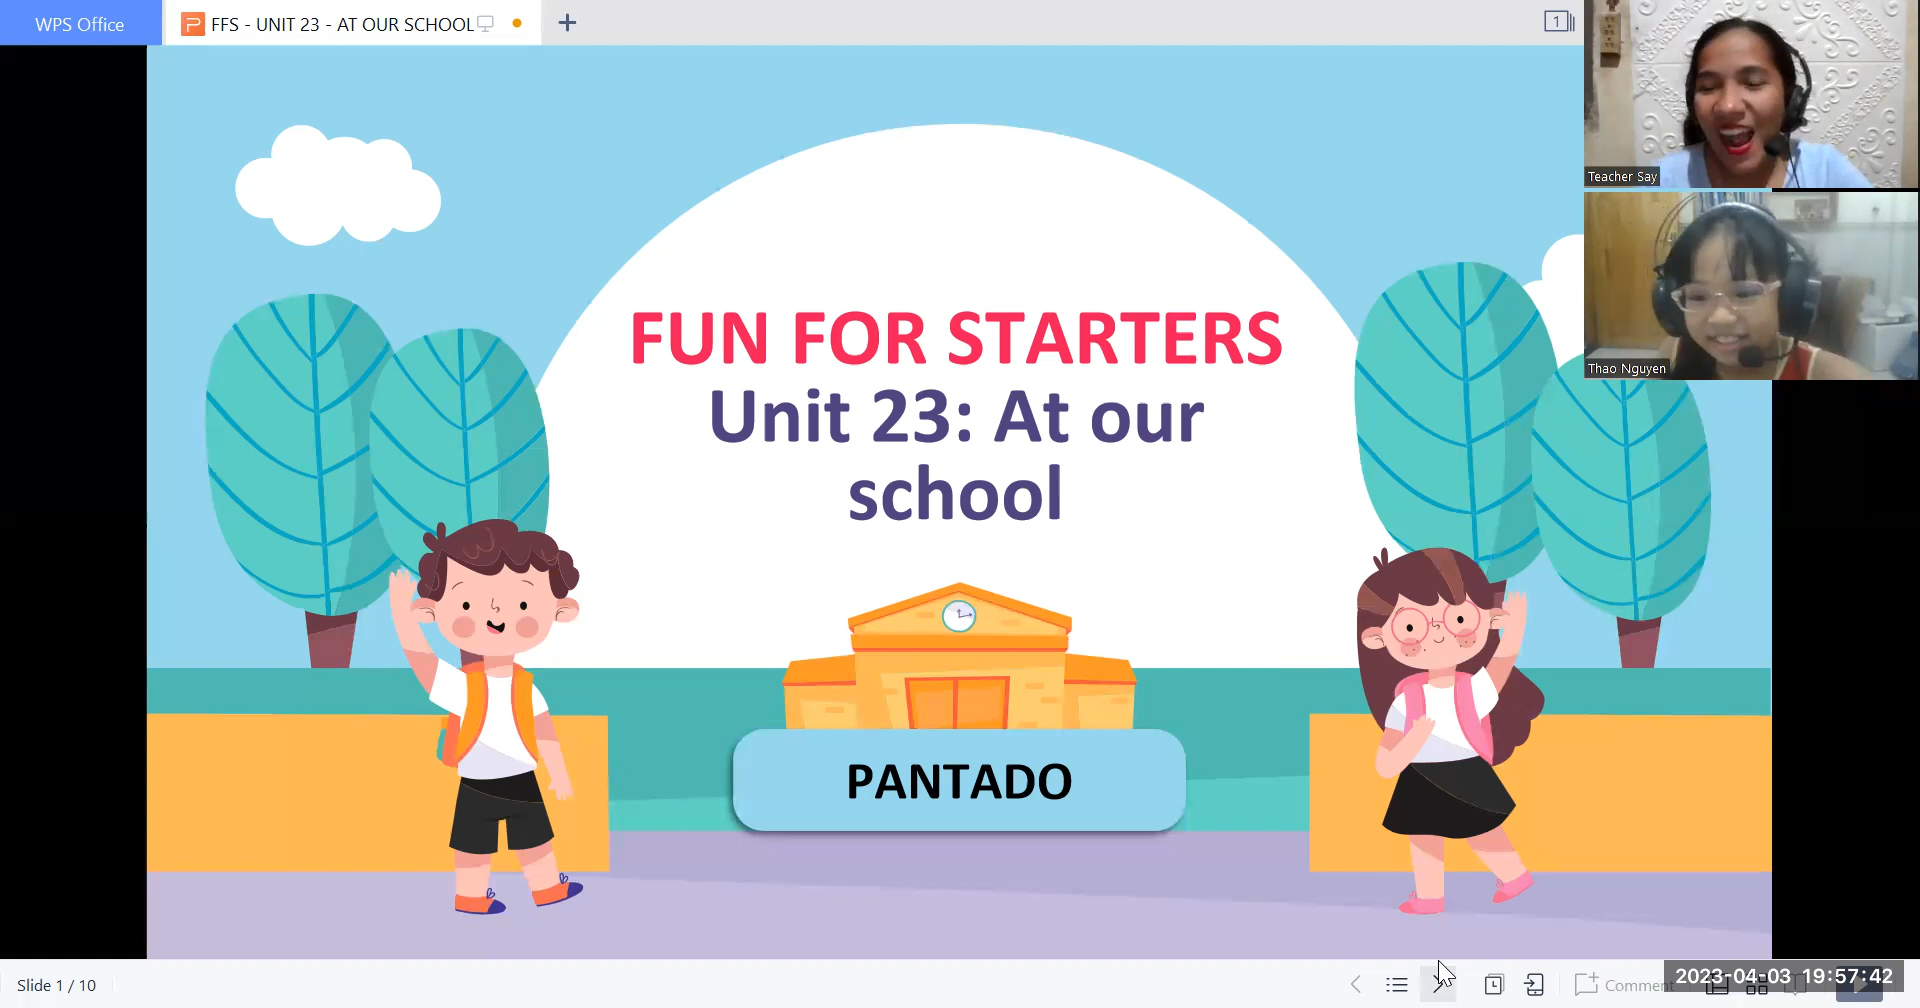 WPS Office
FFS - UNIT 23 - AT OUR SCHOOL
1
Teacher Say
Thao Nguyen
FUN FOR STARTERS
Unit 23: At our
school
PANTADO
Slide 1 / 10
Comment
2023-04-03 19:57:42